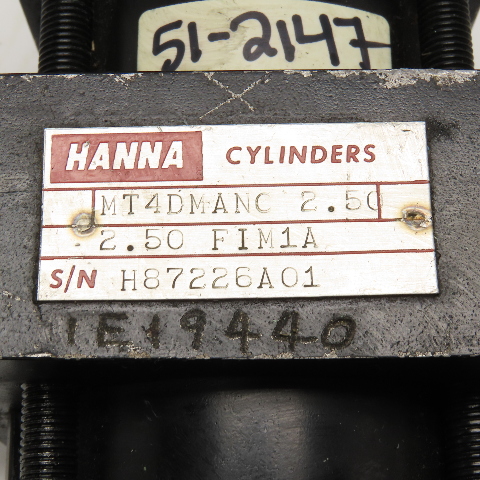 51-2147
HANNA CYLINDERS
MT4DMANC 2.50
2.50 FIM1A
S/N H87226A01
1E19440